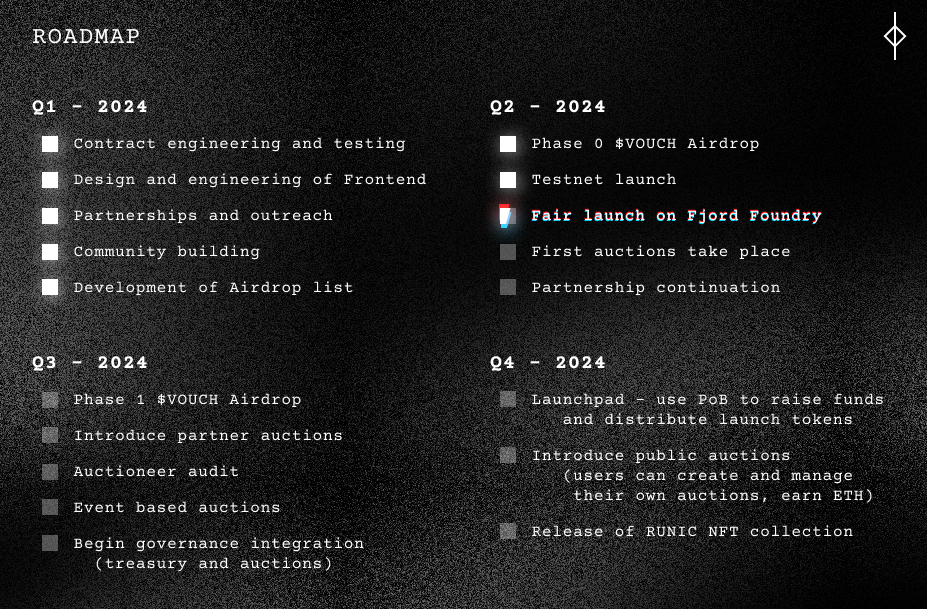 ROADMAP
Q1 - 2024
Contract engineering and testing
Design and engineering of Frontend
Partnerships and outreach
Community building
Development of Airdrop list
Q2 - 2024
Phase 0 $VOUCH Airdrop
Testnet launch
Fair launch on Fjord Foundry
First auctions take place
Partnership continuation
Q3 - 2024
Phase 1 $VOUCH Airdrop
Introduce partner auctions
Auctioneer audit
Event based auctions
Begin governance integration
(treasury and auctions)
Q4 - 2024
Launchpad - use PoB to raise funds
and distribute launch tokens
Introduce public auctions
(users can create and manage
their own auctions, earn ETH)
Release of RUNIC NFT collection